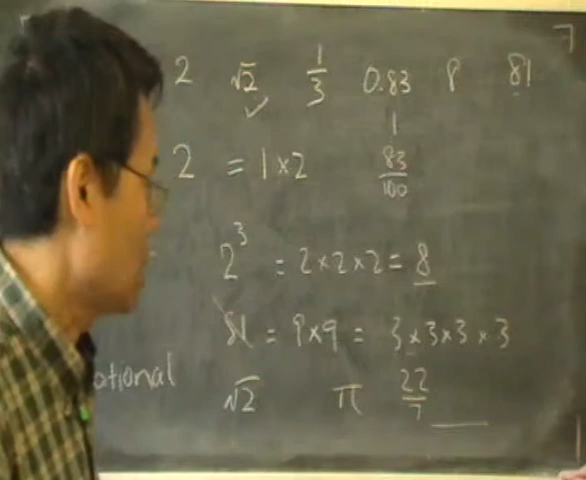 7
2 √2 1/3 0.83 8 81
✓
2 = 1×2 83/100
2³ = 2×2×2 = 8
81 = 9×9 = 3×3×3×3
ational
√2 π 22/7